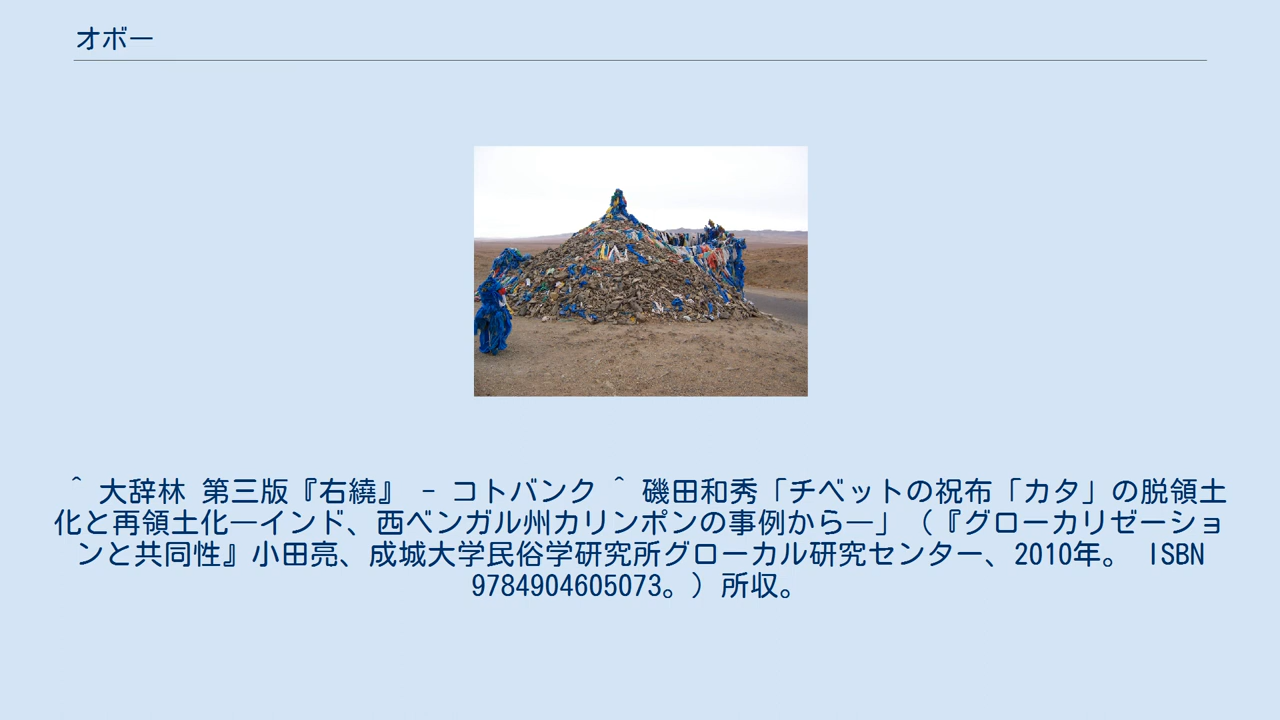 オボー
^ 大辞林 第三版『右繞』 - コトバンク ^ 磯田和秀「チベットの祝布「カタ」の脱領土
化と再領土化―インド、西ベンガル州カリンポンの事例から―」（『グローカリゼーショ
ンと共同性』小田亮、成城大学民俗学研究所グローカル研究センター、2010年。 ISBN
9784904605073。）所収。